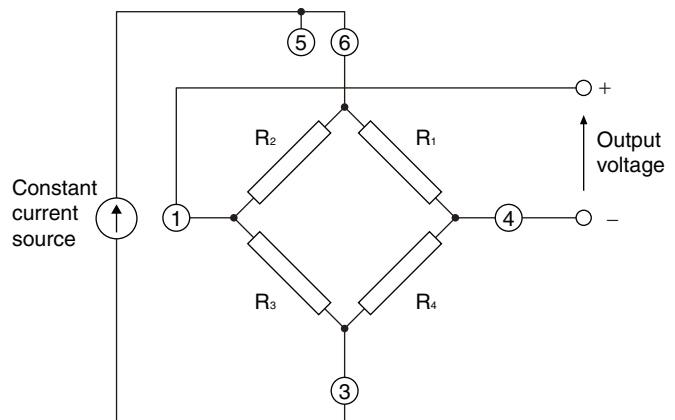 5
6
+
R2
R1
Output
voltage
Constant
current
source
1
4
−
R3
R4
3